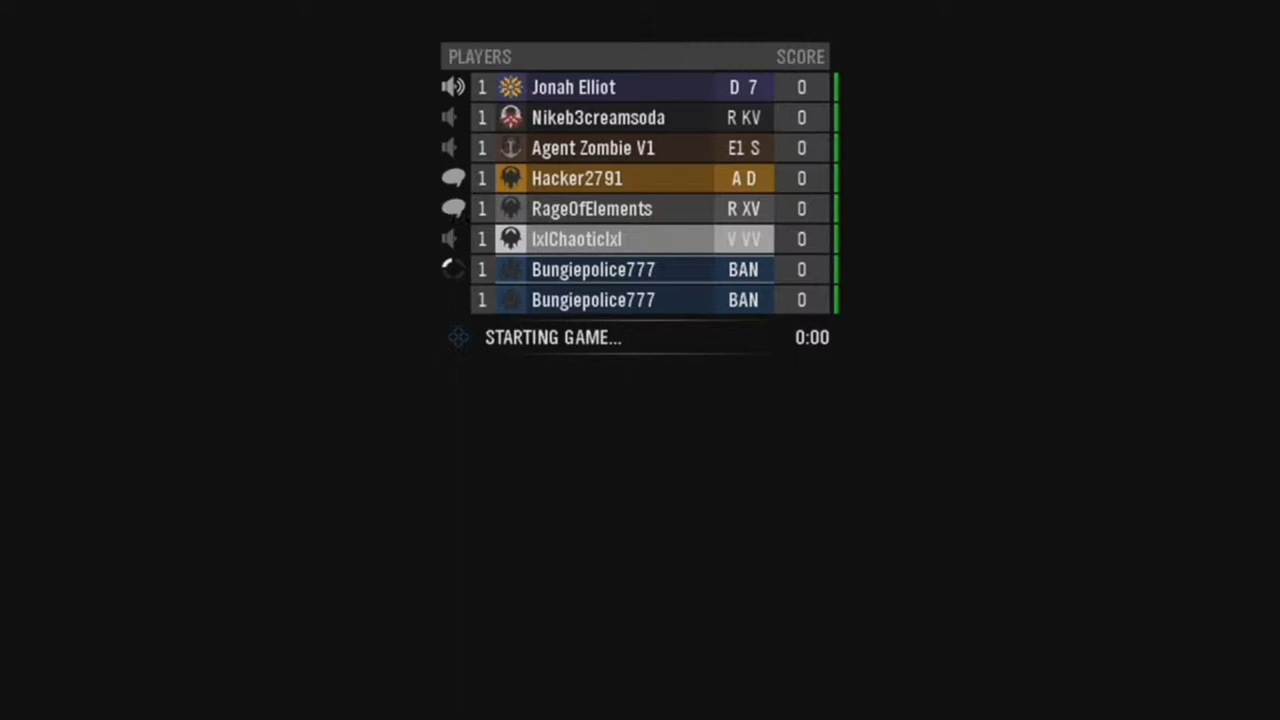 PLAYERS SCORE
1 Jonah Elliot D 7 0
1 Nikeb3creamsoda R KV 0
1 Agent Zombie V1 E1 S 0
1 Hacker2791 A D 0
1 RageOfElements R XV 0
1 IxIChaoticIxI V VV 0
1 Bungiepolice777 BAN 0
1 Bungiepolice777 BAN 0
STARTING GAME... 0:00